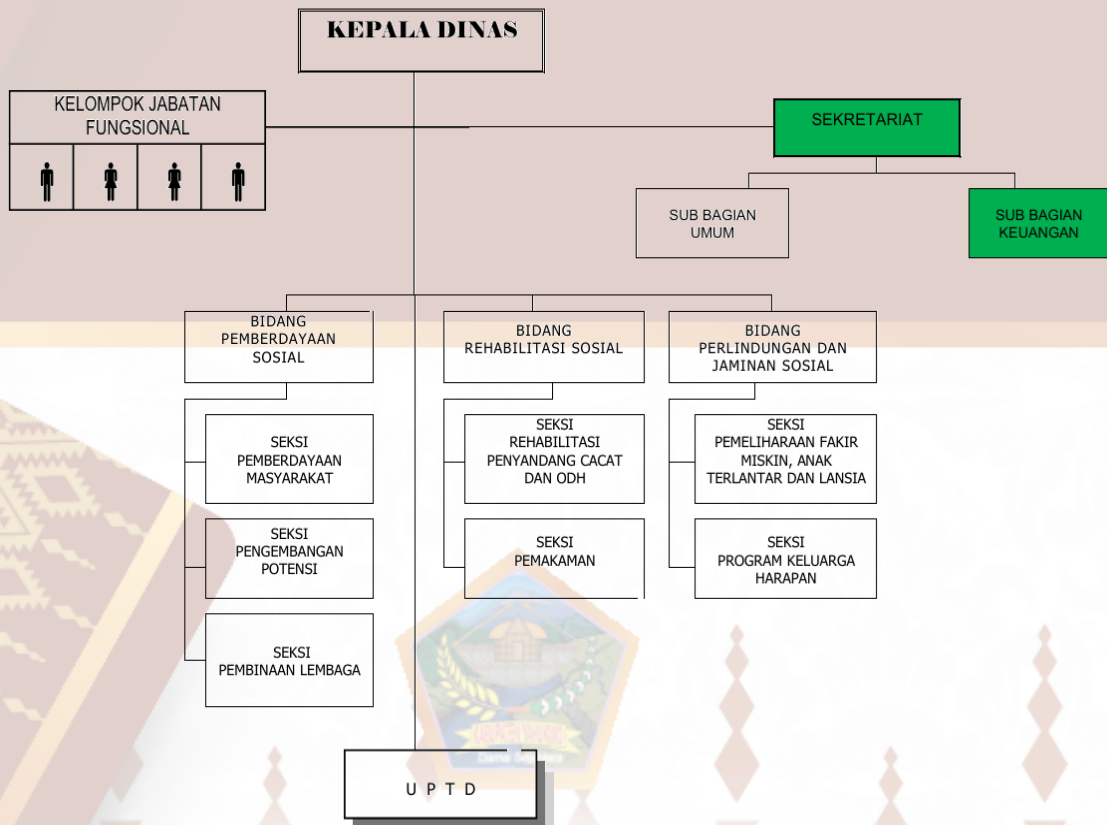 KEPALA DINAS
KELOMPOK JABATAN
FUNGSIONAL
SEKRETARIAT
SUB BAGIAN
UMUM
SUB BAGIAN
KEUANGAN
BIDANG
PEMBERDAYAAN
SOSIAL
BIDANG
REHABILITASI SOSIAL
BIDANG
PERLINDUNGAN DAN
JAMINAN SOSIAL
SEKSI
PEMBERDAYAAN
MASYARAKAT
SEKSI
REHABILITASI
PENYANDANG CACAT
DAN ODH
SEKSI
PEMELIHARAAN FAKIR
MISKIN, ANAK
TERLANTAR DAN LANSIA
SEKSI
PENGEMBANGAN
POTENSI
SEKSI
PEMAKAMAN
SEKSI
PROGRAM KELUARGA
HARAPAN
SEKSI
PEMBINAAN LEMBAGA
U P T D